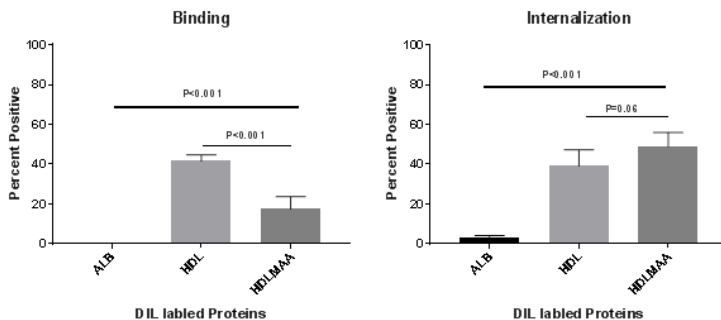 Binding
Percent Positive
100
80
60
40
20
0
P<0.001
P<0.001
ALB
HDL
HDLMAA
DIL labled Proteins
Internalization
Percent Positive
100
80
60
40
20
0
P<0.001
P=0.06
ALB
HDL
HDLMAA
DIL labled Proteins